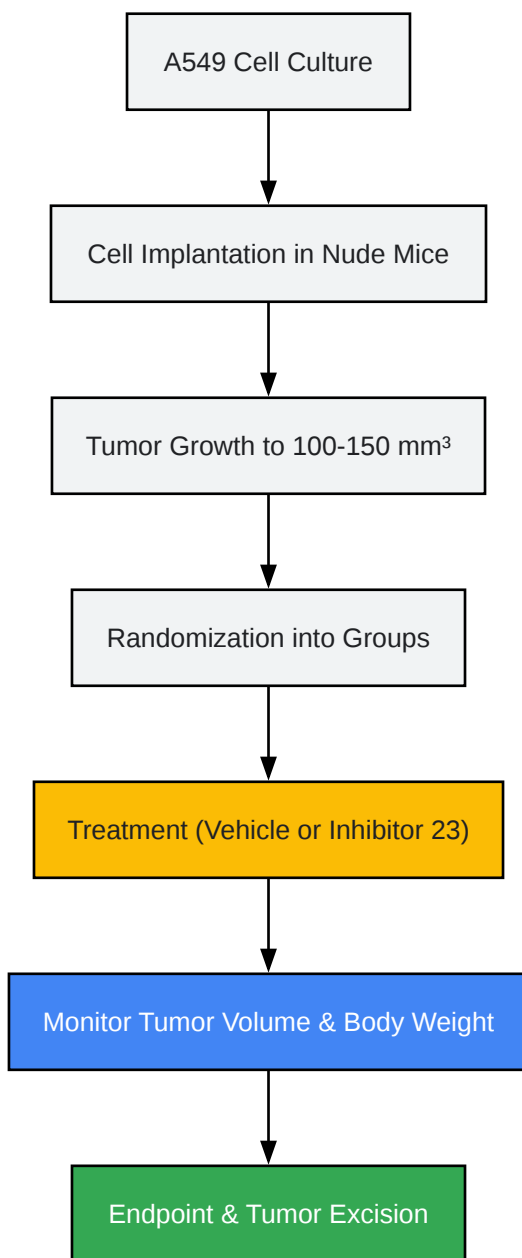 A549 Cell Culture
Cell Implantation in Nude Mice
Tumor Growth to 100-150 mm³
Randomization into Groups
Treatment (Vehicle or Inhibitor 23)
Monitor Tumor Volume & Body Weight
Endpoint & Tumor Excision